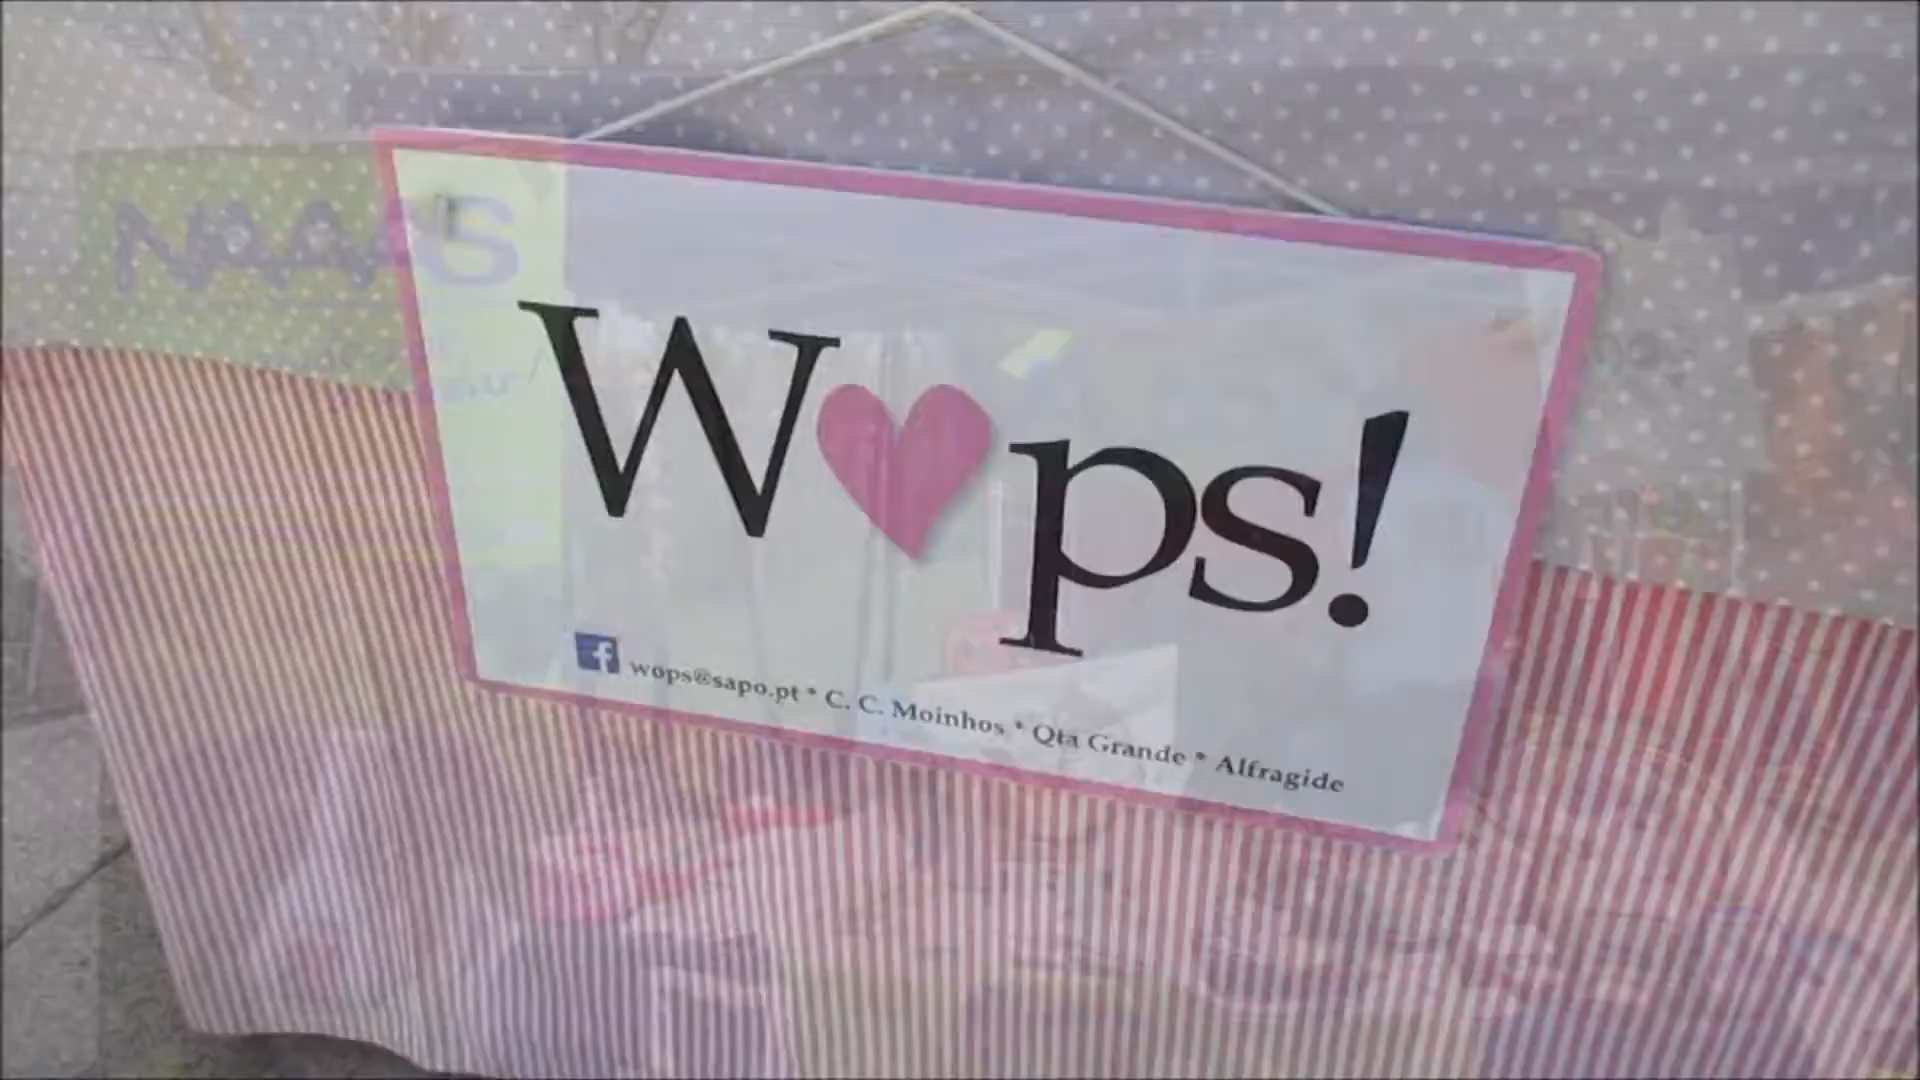 W♥ps!
wops@sapo.pt * C. C. Moinhos * Qta Grande * Alfragide